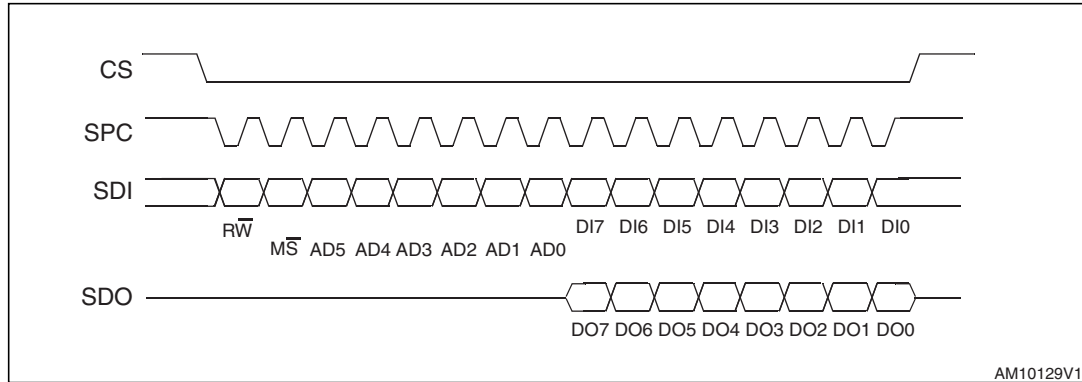 CS
SPC
SDI
DI7 DI6 DI5 DI4 DI3 DI2 DI1 DI0
RW̅
MS̅ AD5 AD4 AD3 AD2 AD1 AD0
SDO
DO7 DO6 DO5 DO4 DO3 DO2 DO1 DO0
AM10129V1